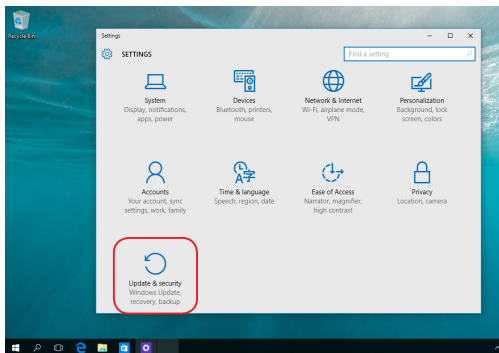 Recycle Bin
Settings
SETTINGS
Find a setting
System
Display, notifications,
apps, power
Devices
Bluetooth, printers,
mouse
Network & Internet
Wi-Fi, airplane mode,
VPN
Personalization
Background, lock
screen, colors
Accounts
Your account, sync
settings, work, family
Time & language
Speech, region, date
Ease of Access
Narrator, magnifier,
high contrast
Privacy
Location, camera
Update & security
Windows Update,
recovery, backup